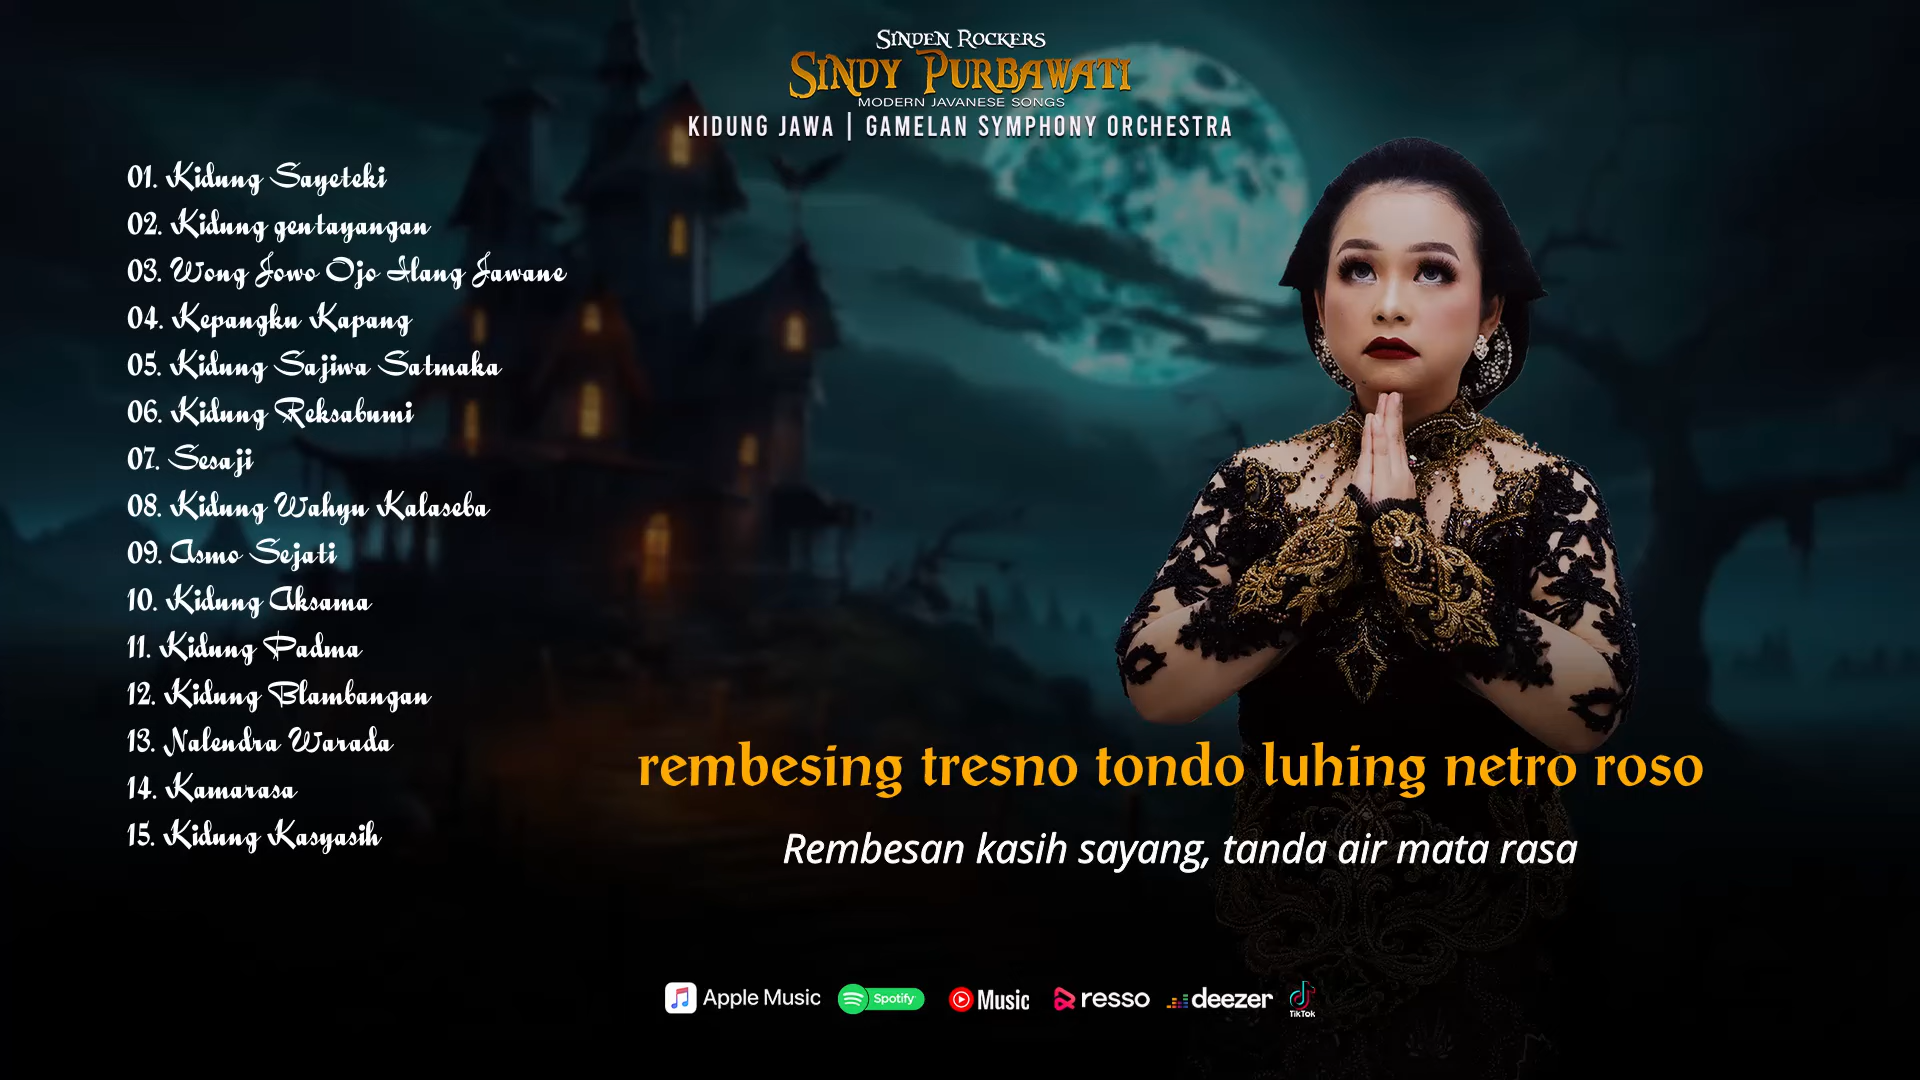 SINDEN ROCKERS
SINDY PURBAWATI
MODERN JAVANESE SONGS
KIDUNG JAWA | GAMELAN SYMPHONY ORCHESTRA
01. Kidung Sayeteki
02. Kidung gentayangan
03. Wong Jowo Ojo Ilang Jawane
04. Kepangku Kapang
05. Kidung Sajiwa Satmaka
06. Kidung Reksabumi
07. Sesaji
08. Kidung Wahyu Kalaseba
09. Asmo Sejati
10. Kidung Aksama
11. Kidung Padma
12. Kidung Blambangan
13. Nalendra Warada
14. Kamarasa
15. Kidung Kasyasih
rembesing tresno tondo luhing netro roso
Rembesan kasih sayang, tanda air mata rasa
Apple Music Spotify Music resso deezer TikTok